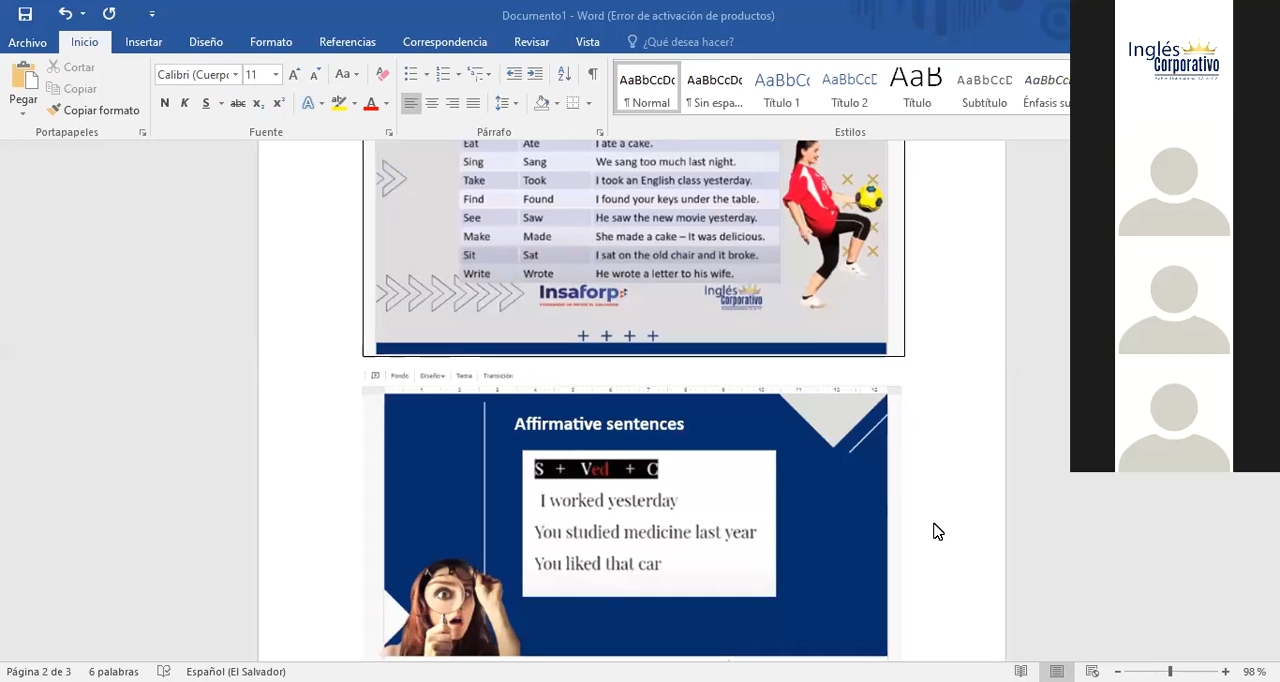 Documento1 - Word (Error de activación de productos)
Archivo Inicio Insertar Diseño Formato Referencias Correspondencia Revisar Vista ¿Qué desea hacer?
Pegar
Cortar
Copiar
Copiar formato
Portapapeles
Calibri (Cuerpo 11
Aa
N K S abc x₂ x²
Fuente
Párrafo
AaBbCcDc AaBbCcDc AaBbCc AaBbCcD AaB AaBbCcD AaBbCcDc
¶ Normal ¶ Sin espa... Título 1 Título 2 Título Subtítulo Énfasis su
Estilos
Inglés
Corporativo
Eat Ate I ate a cake.
Sing Sang We sang too much last night.
Take Took I took an English class yesterday.
Find Found I found your keys under the table.
See Saw He saw the new movie yesterday.
Make Made She made a cake – It was delicious.
Sit Sat I sat on the old chair and it broke.
Write Wrote He wrote a letter to his wife.
Insaforp
Inglés
Corporativo
Fondo Diseño Tema Transición
Affirmative sentences
S + Ved + C
I worked yesterday
You studied medicine last year
You liked that car
Página 2 de 3 6 palabras Español (El Salvador) 98 %